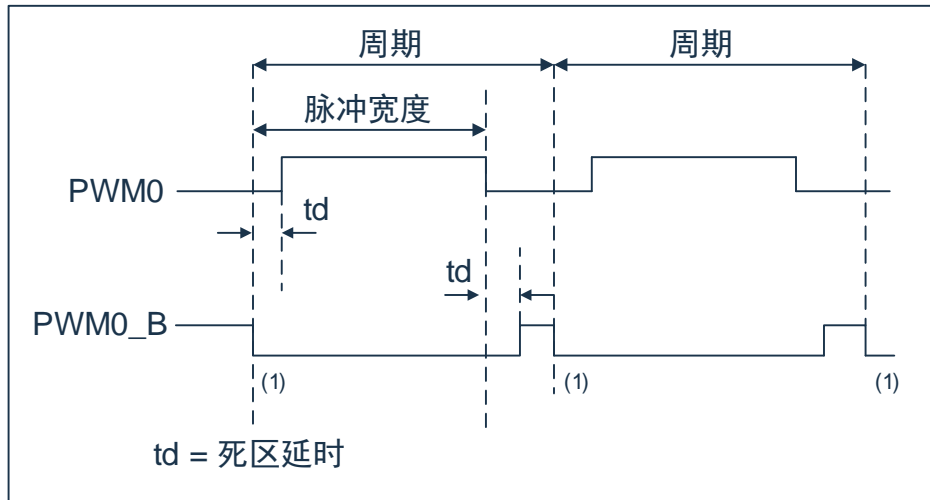 周期 周期
脉冲宽度
PWM0
td
td
PWM0_B
(1) (1) (1)
td = 死区延时